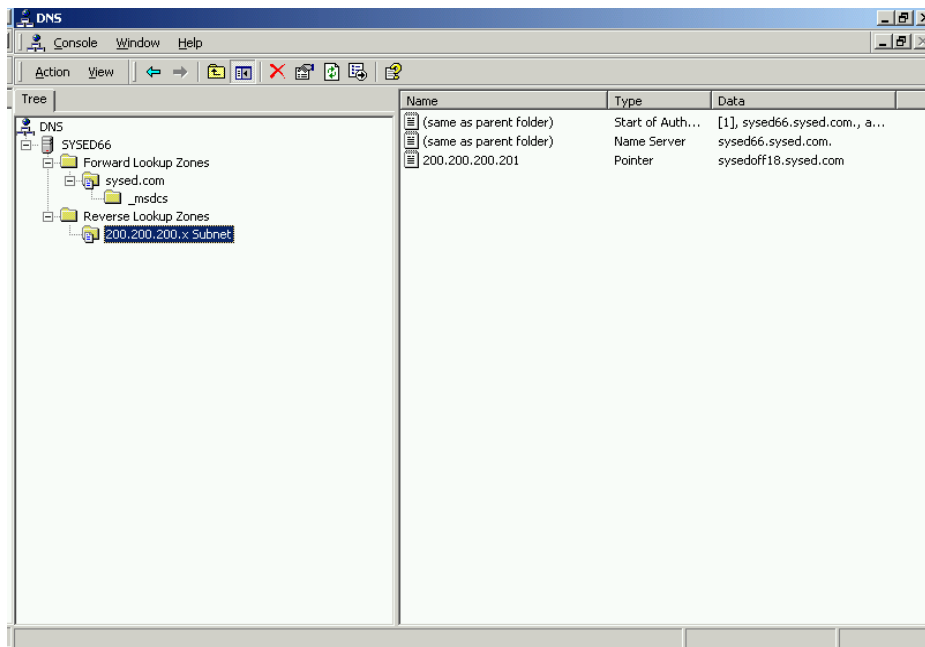 DNS
Console Window Help
Action View
Tree
Name Type Data
DNS
SYSED66
Forward Lookup Zones
sysed.com
_msdcs
Reverse Lookup Zones
200.200.200.x Subnet
(same as parent folder) Start of Auth... [1], sysed66.sysed.com., a...
(same as parent folder) Name Server sysed66.sysed.com.
200.200.200.201 Pointer sysedoff18.sysed.com